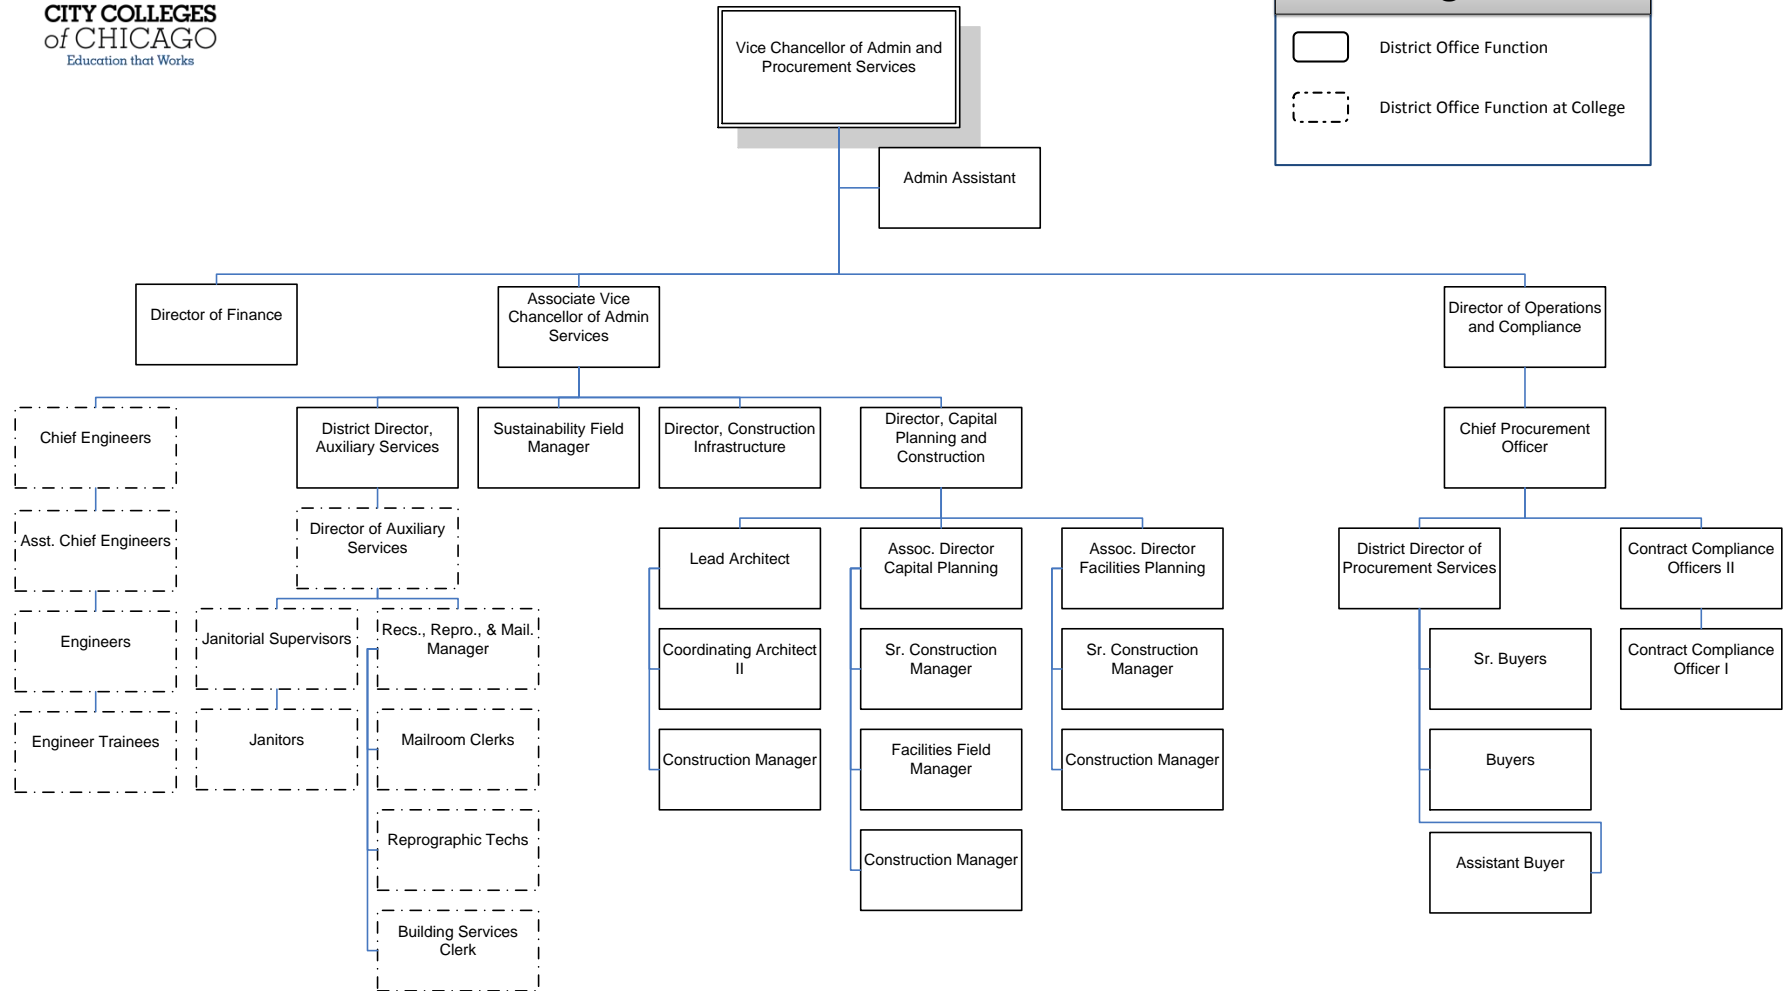 CITY COLLEGES
of CHICAGO
Education that Works
Vice Chancellor of Admin and
Procurement Services
District Office Function
District Office Function at College
Admin Assistant
Director of Finance
Associate Vice
Chancellor of Admin
Services
Director of Operations
and Compliance
Chief Engineers
District Director,
Auxiliary Services
Sustainability Field
Manager
Director, Construction
Infrastructure
Director, Capital
Planning and
Construction
Chief Procurement
Officer
Asst. Chief Engineers
Director of Auxiliary
Services
Lead Architect
Assoc. Director
Capital Planning
Assoc. Director
Facilities Planning
District Director of
Procurement Services
Contract Compliance
Officers II
Engineers
Janitorial Supervisors
Recs., Repro., & Mail.
Manager
Coordinating Architect
II
Sr. Construction
Manager
Sr. Construction
Manager
Sr. Buyers
Contract Compliance
Officer I
Engineer Trainees
Janitors
Mailroom Clerks
Construction Manager
Facilities Field
Manager
Construction Manager
Buyers
Reprographic Techs
Construction Manager
Assistant Buyer
Building Services
Clerk